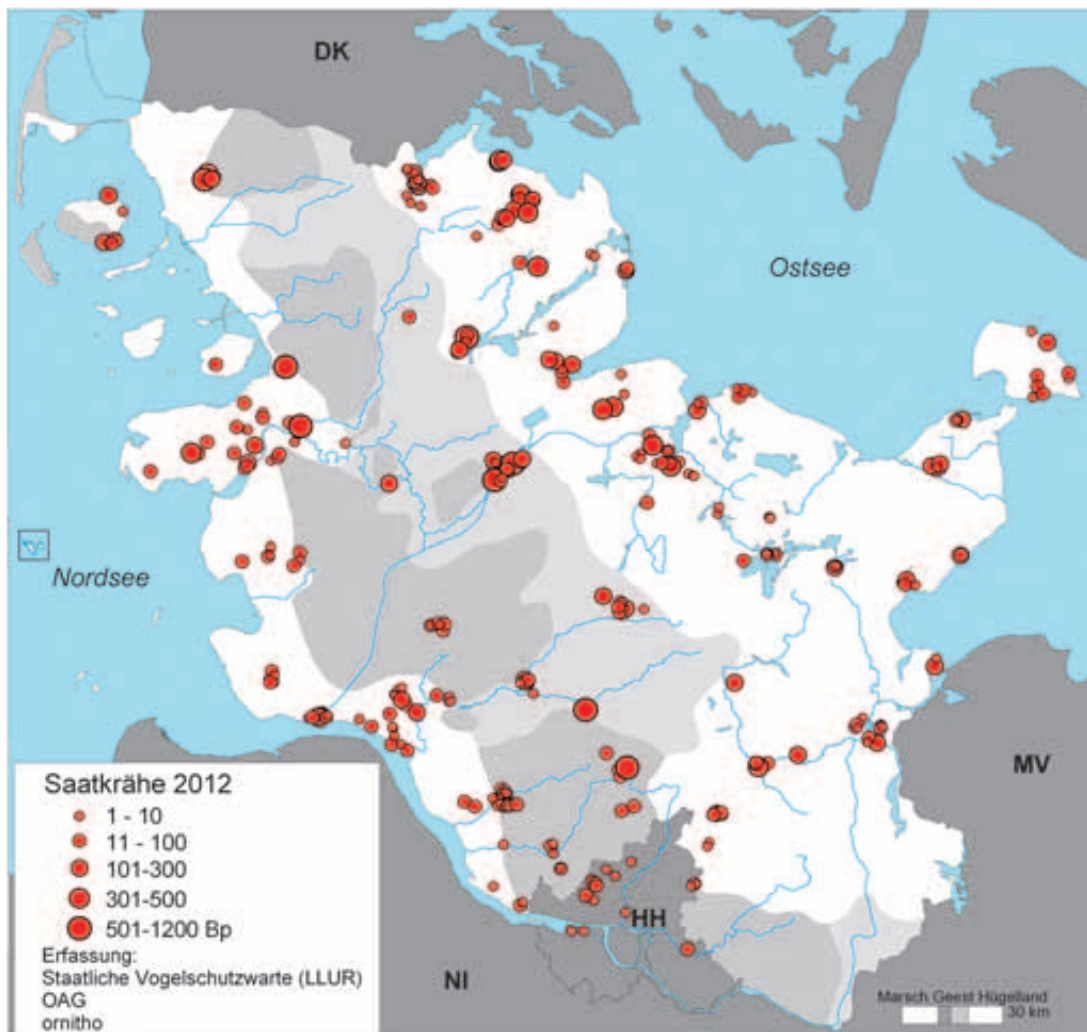 DK
Ostsee
Nordsee
MV
Saatkrähe 2012
1 - 10
11 - 100
101-300
301-500
501-1200 Bp
Erfassung:
Staatliche Vogelschutzwarte (LLUR)
OAG
ornitho
HH
NI
Marsch Geest Hügelland
30 km